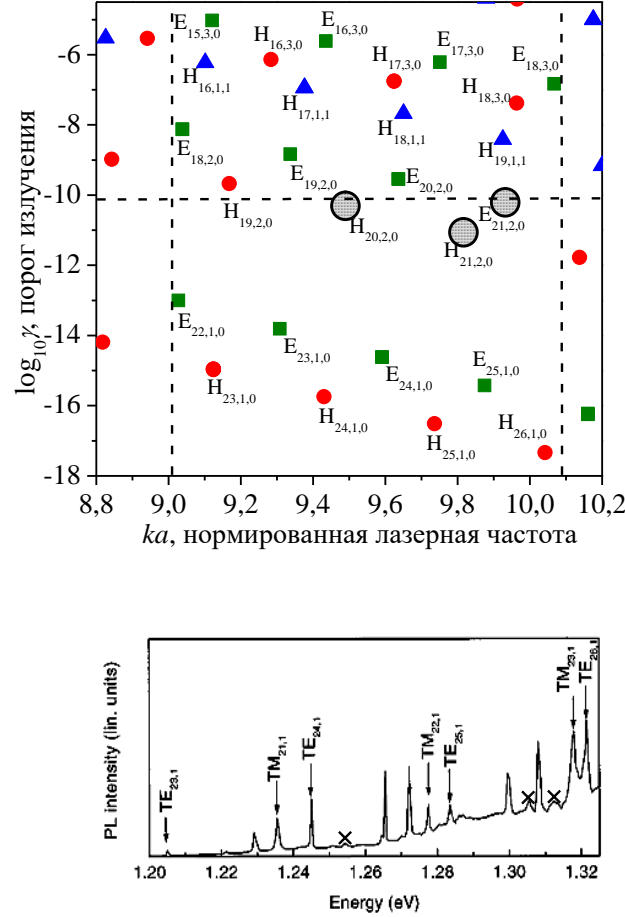 E15,3,0
H16,3,0
E16,3,0
H17,3,0
E17,3,0
E18,3,0
H16,1,1
H17,1,1
H18,1,1
H18,3,0
H19,1,1
E18,2,0
E19,2,0
E20,2,0
H19,2,0
H20,2,0
E21,2,0
H21,2,0
E22,1,0
E23,1,0
E24,1,0
E25,1,0
H23,1,0
H24,1,0
H25,1,0
H26,1,0
-6
-8
-10
-12
-14
-16
-18
log10 γ, порог излучения
8,8 9,0 9,2 9,4 9,6 9,8 10,0 10,2
ka, нормированная лазерная частота
PL intensity (lin. units)
TE23,1
TM21,1
TE24,1
TM22,1
TE25,1
TM23,1
TE26,1
1.20 1.22 1.24 1.26 1.28 1.30 1.32
Energy (eV)